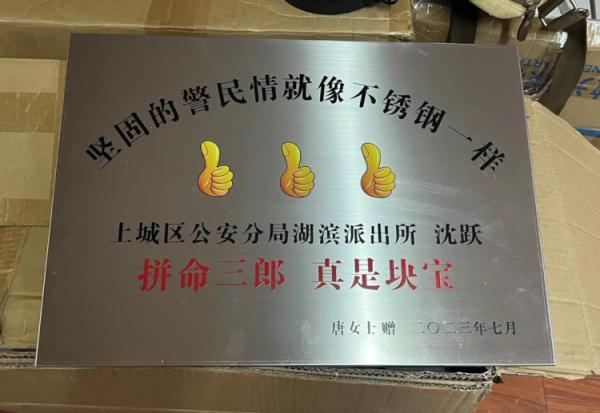 坚固的警民情就像不锈钢一样
上城区公安分局湖滨派出所 沈跃
拼命三郎 真是块宝
唐女士赠 二〇二三年七月